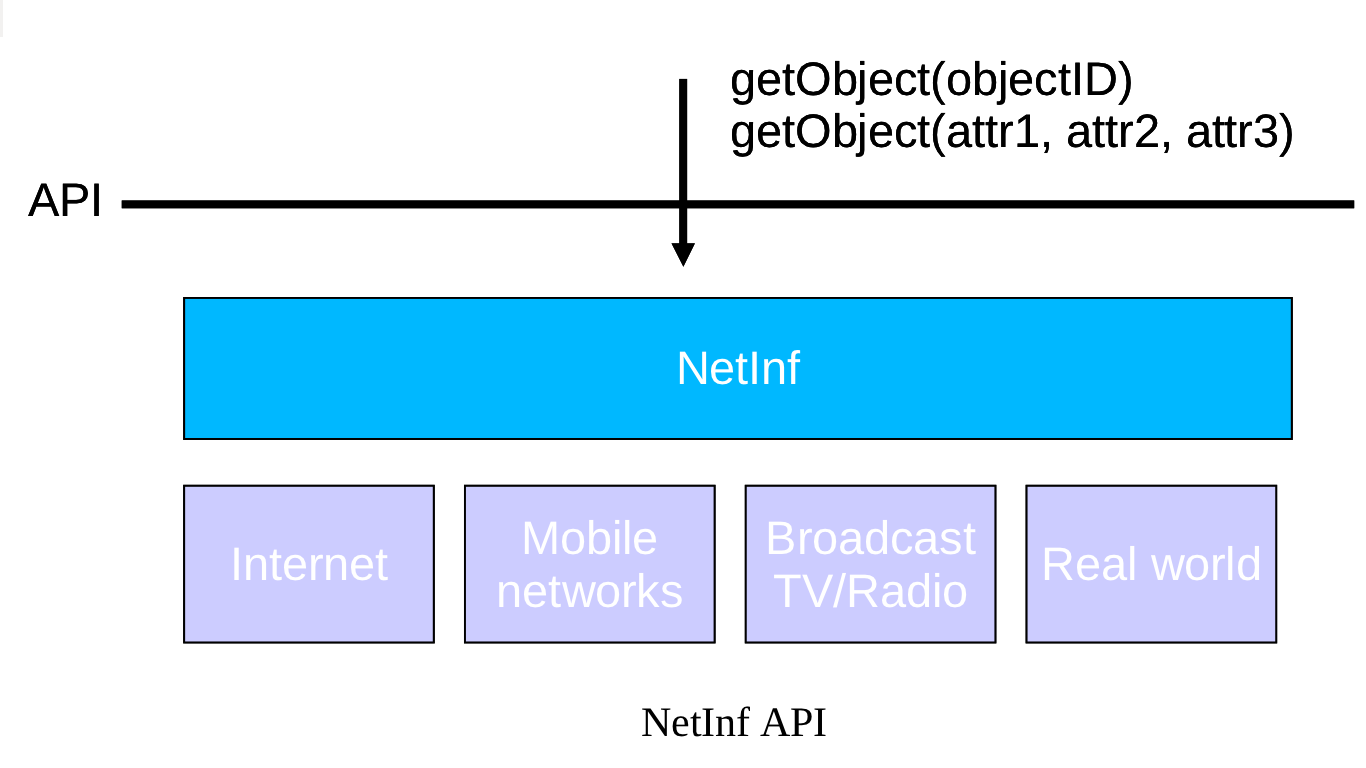 getObject(objectID)
getObject(attr1, attr2, attr3)
API
NetInf
Internet
Mobile
networks
Broadcast
TV/Radio
Real world
NetInf API